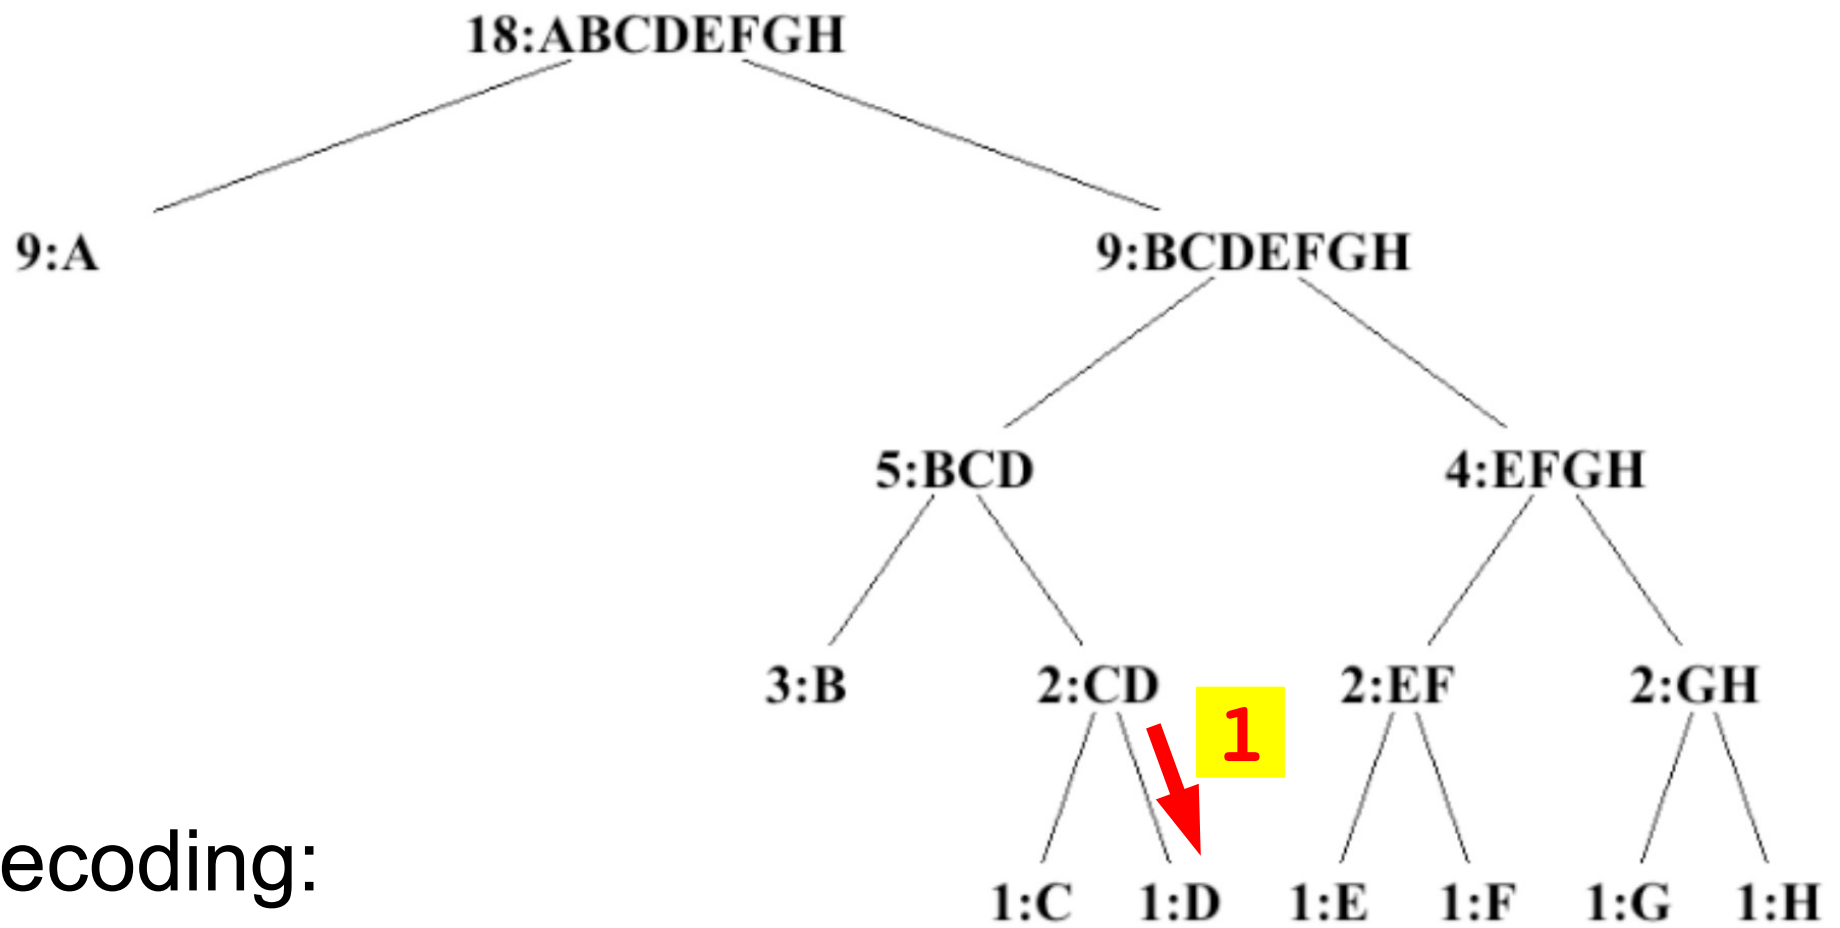 18:ABCDEFGH
9:A 9:BCDEFGH
5:BCD 4:EFGH
3:B 2:CD 2:EF 2:GH
1
ecoding:
1:C 1:D 1:E 1:F 1:G 1:H